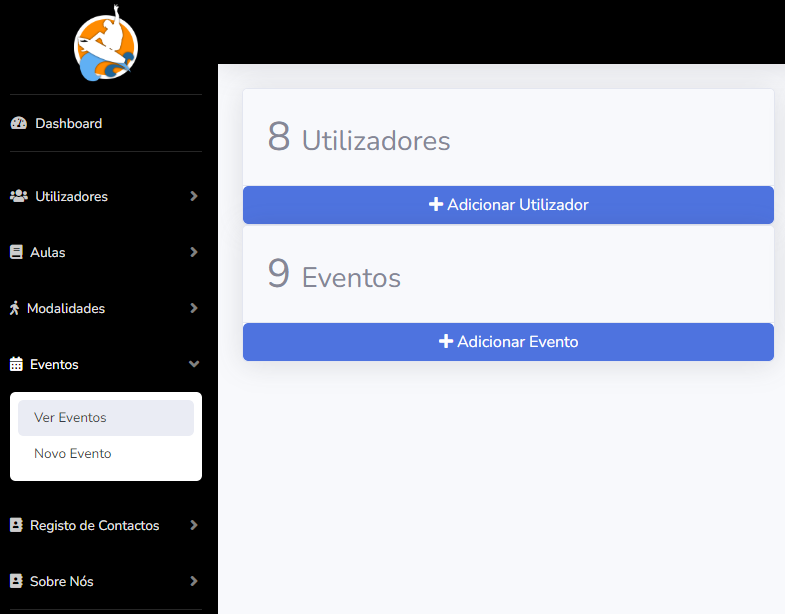 Dashboard
Utilizadores
Aulas
Modalidades
Eventos
Ver Eventos
Novo Evento
Registo de Contactos
Sobre Nós
8 Utilizadores
Adicionar Utilizador
9 Eventos
Adicionar Evento